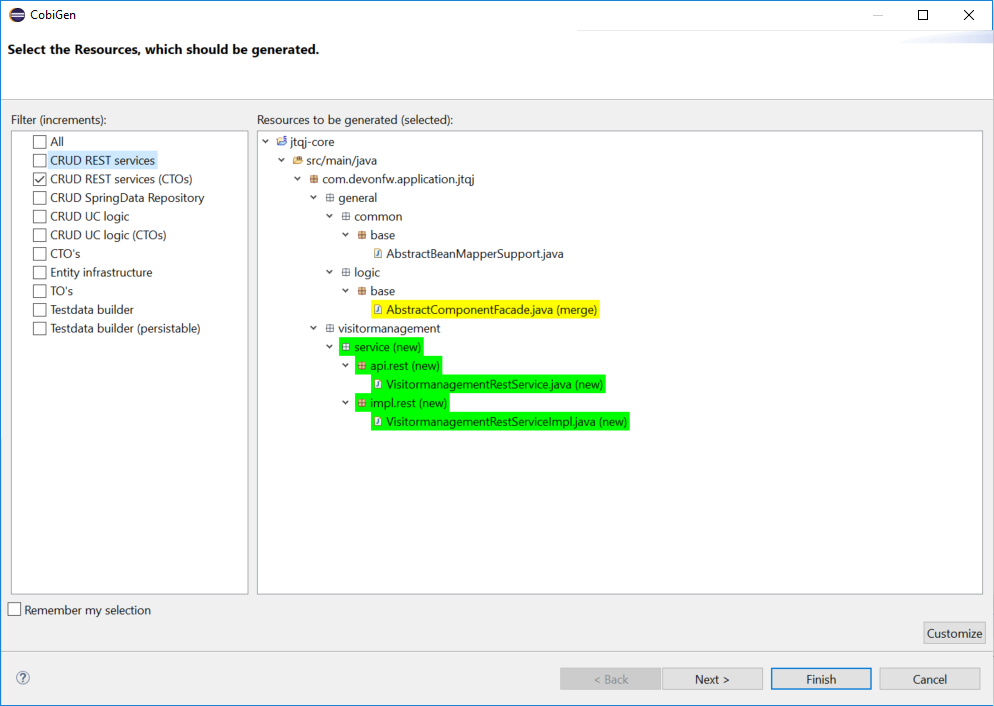 CobiGen
Select the Resources, which should be generated.
Filter (increments):
All
CRUD REST services
CRUD REST services (CTOs)
CRUD SpringData Repository
CRUD UC logic
CRUD UC logic (CTOs)
CTO's
Entity infrastructure
TO's
Testdata builder
Testdata builder (persistable)
Resources to be generated (selected):
jtqj-core
src/main/java
com.devonfw.application.jtqj
general
common
base
AbstractBeanMapperSupport.java
logic
base
AbstractComponentFacade.java (merge)
visitormanagement
service (new)
api.rest (new)
VisitormanagementRestService.java (new)
impl.rest (new)
VisitormanagementRestServiceImpl.java (new)
Remember my selection
Customize
?
< Back
Next >
Finish
Cancel